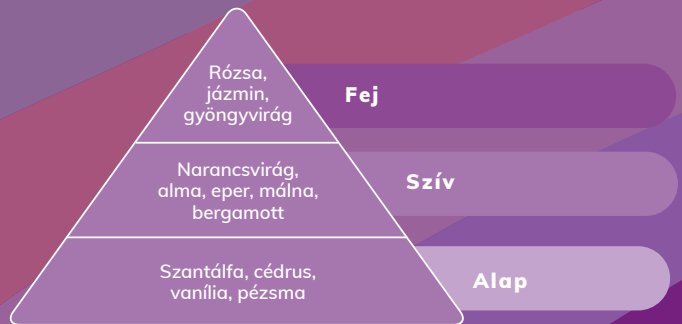 Rózsa,
jázmin,
gyöngyvirág
Fej
Narancsvirág,
alma, eper, málna,
bergamott
Szív
Szantálfa, cédrus,
vanília, pézsma
Alap